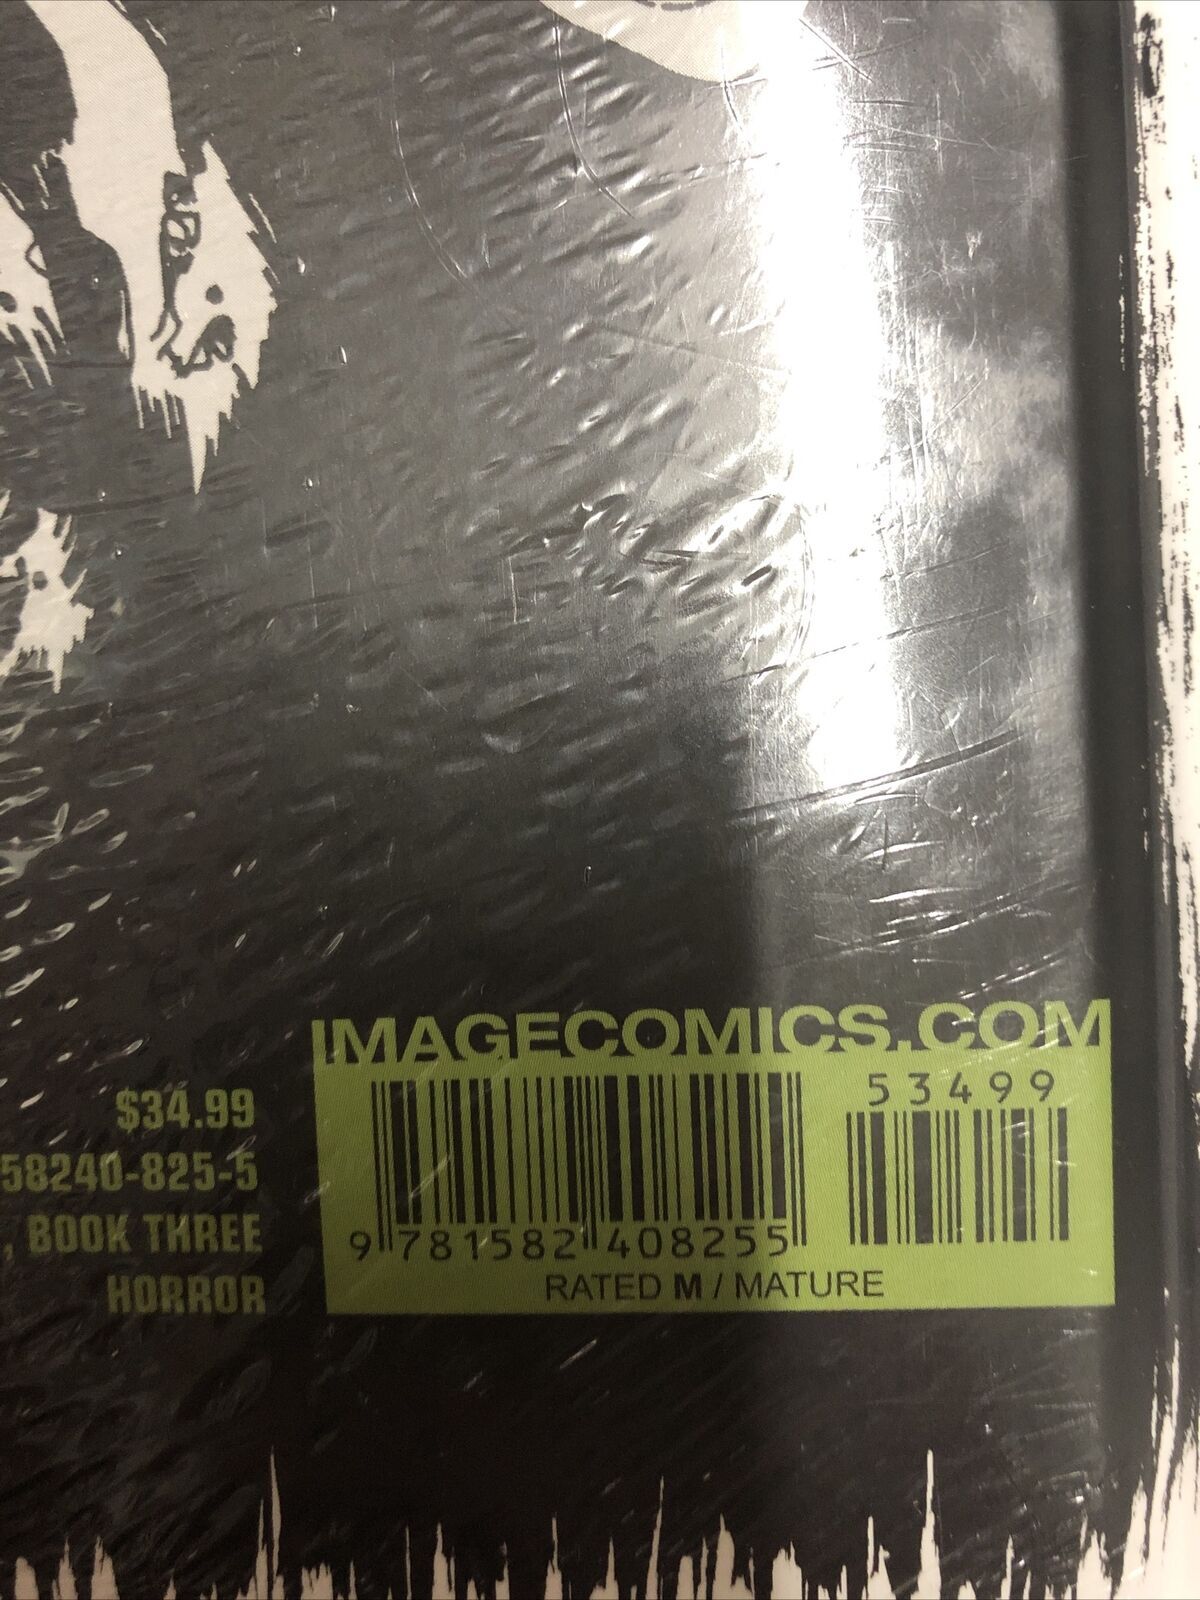 IMAGECOMICS.COM
$34.99
58240-825-5
, BOOK THREE
HORROR
53499
9 781582 408255
RATED M / MATURE